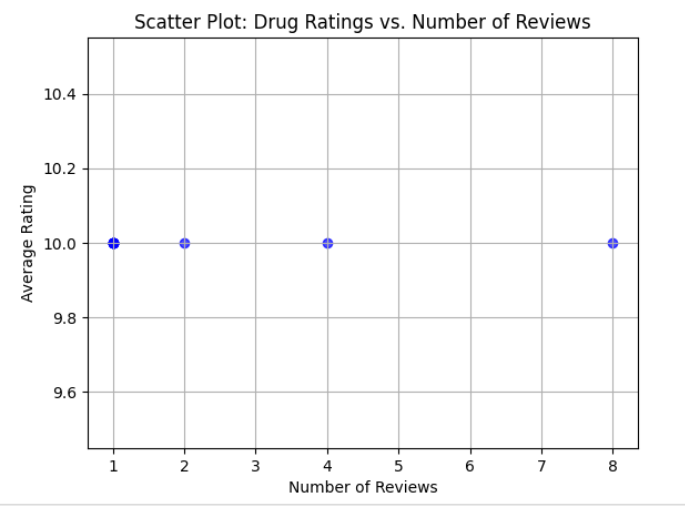 Scatter Plot: Drug Ratings vs. Number of Reviews
10.4
10.2
10.0
9.8
9.6
Average Rating
1 2 3 4 5 6 7 8
Number of Reviews